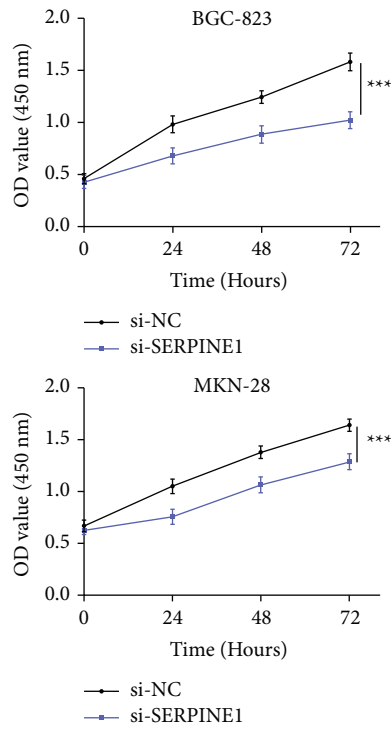 BGC-823
2.0
1.5
1.0
0.5
0.0
OD value (450 nm)
***
0 24 48 72
Time (Hours)
si-NC
si-SERPINE1
MKN-28
2.0
1.5
1.0
0.5
0.0
OD value (450 nm)
***
0 24 48 72
Time (Hours)
si-NC
si-SERPINE1